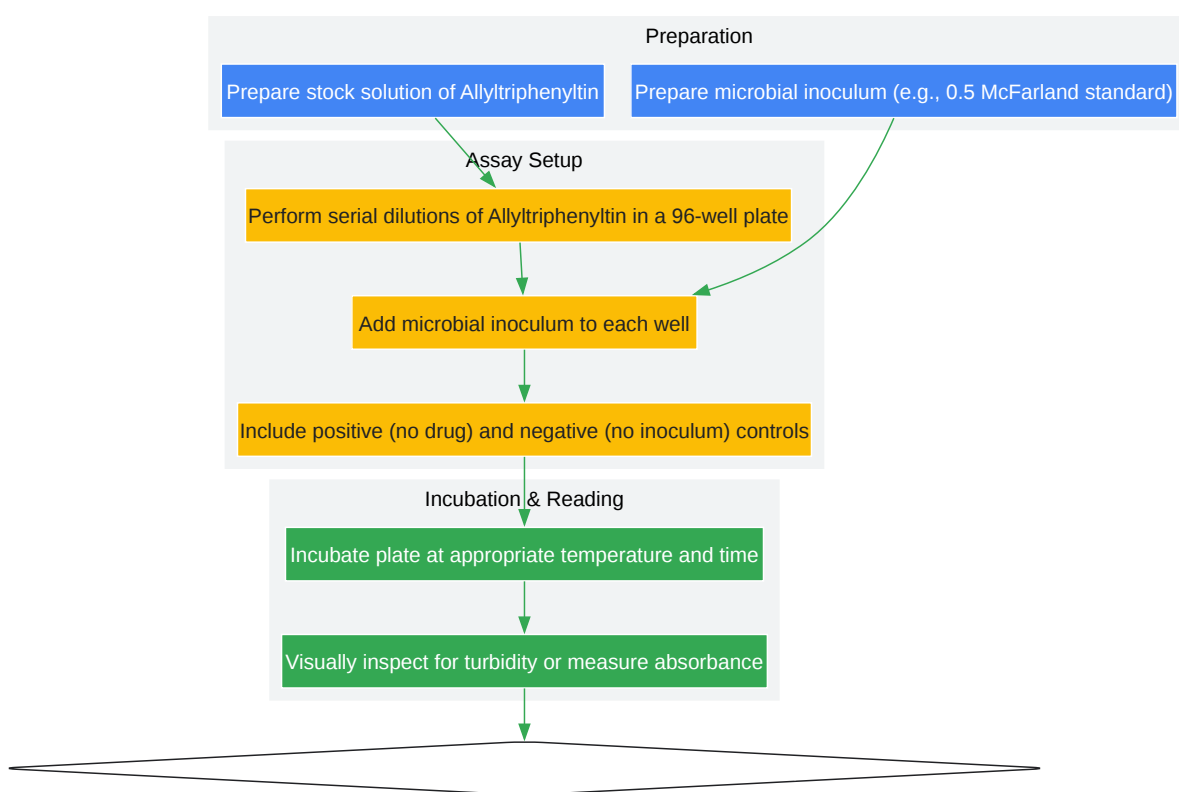 Preparation
Prepare stock solution of Allyltriphenyltin
Prepare microbial inoculum (e.g., 0.5 McFarland standard)
Assay Setup
Perform serial dilutions of Allyltriphenyltin in a 96-well plate
Add microbial inoculum to each well
Include positive (no drug) and negative (no inoculum) controls
Incubation & Reading
Incubate plate at appropriate temperature and time
Visually inspect for turbidity or measure absorbance